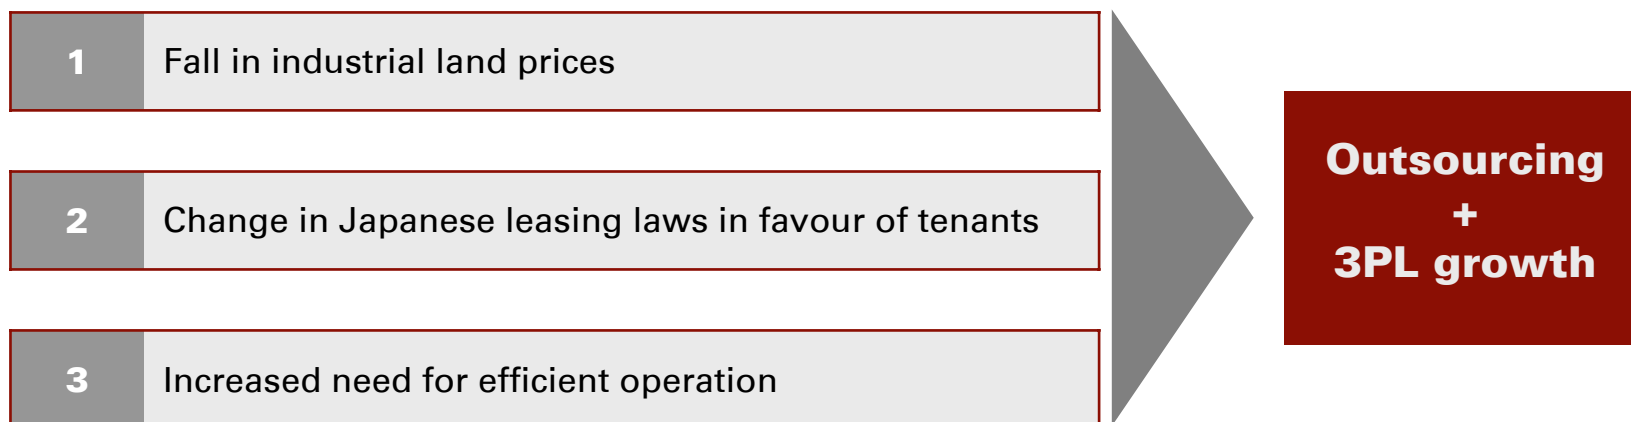 1 Fall in industrial land prices
2 Change in Japanese leasing laws in favour of tenants
3 Increased need for efficient operation
Outsourcing
+
3PL growth